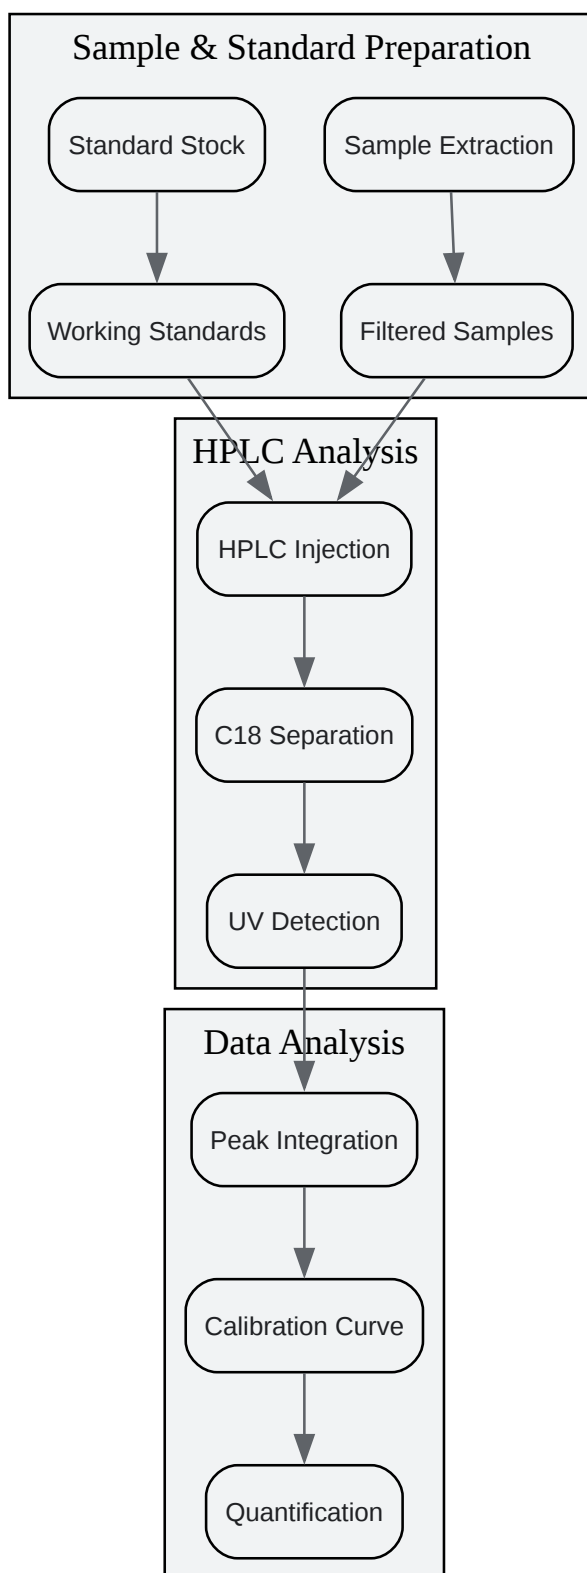 Sample & Standard Preparation
Standard Stock
Sample Extraction
Working Standards
Filtered Samples
HPLC Analysis
HPLC Injection
C18 Separation
UV Detection
Data Analysis
Peak Integration
Calibration Curve
Quantification